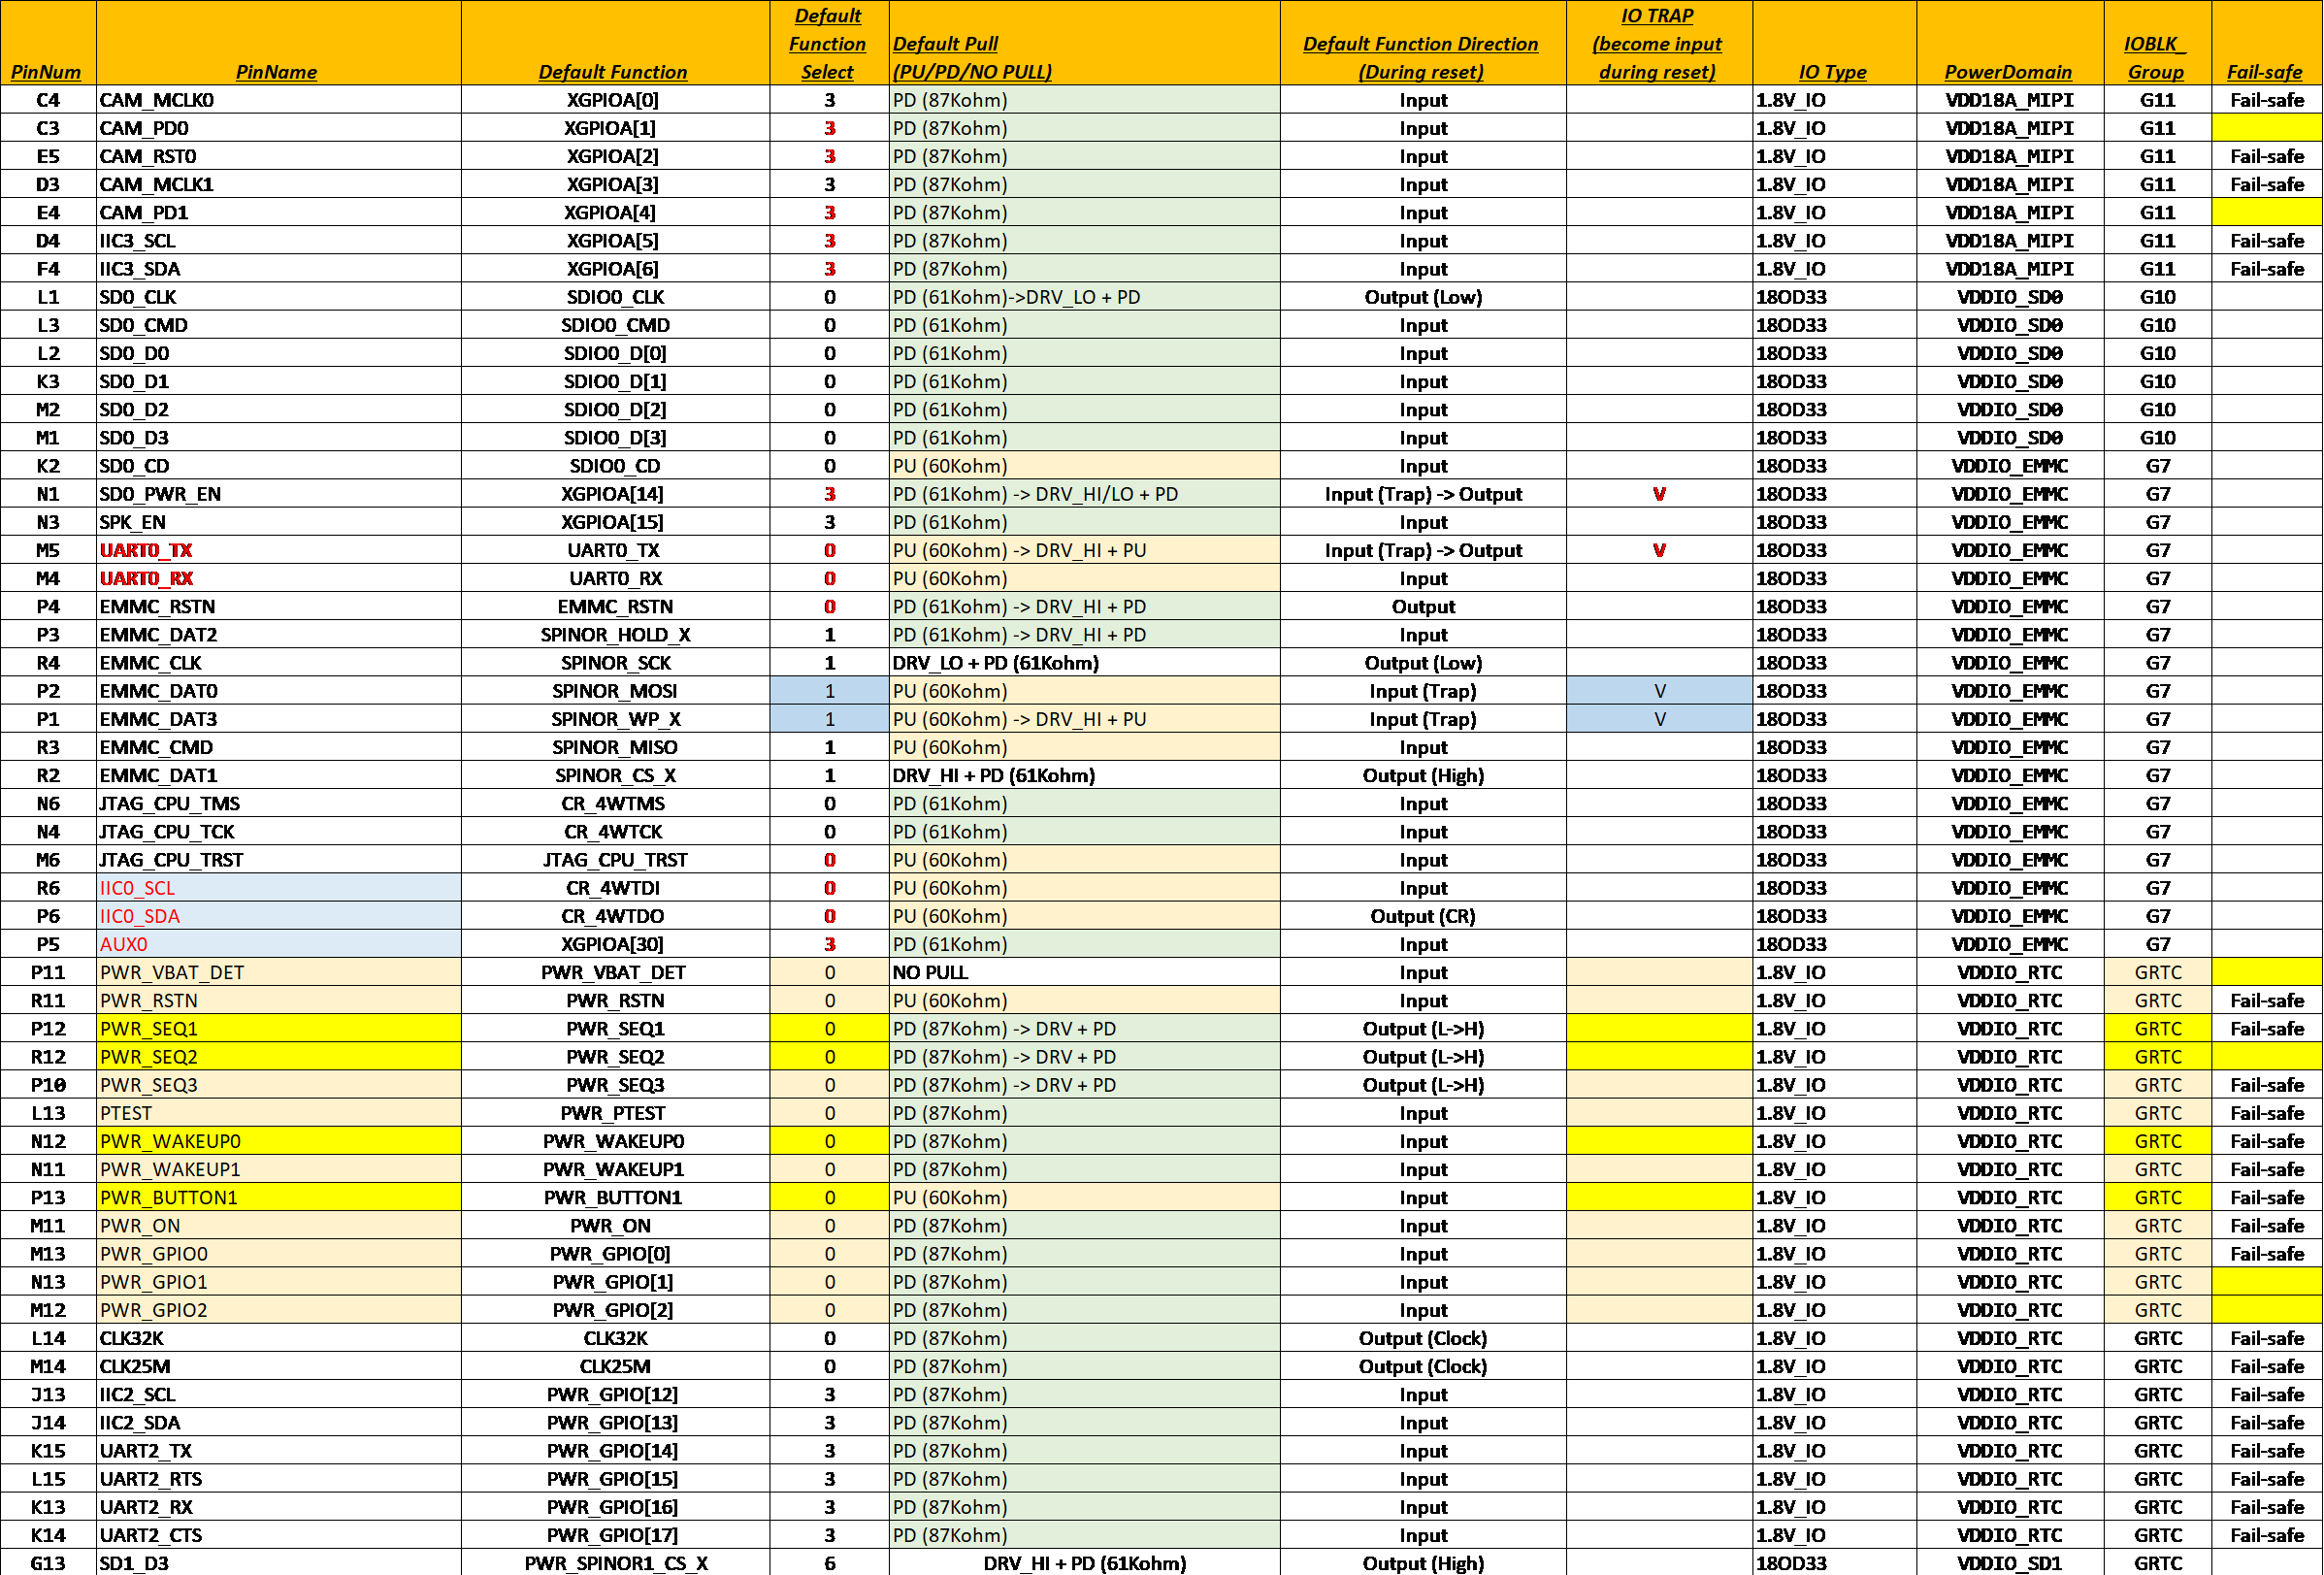 PinNum	PinName	Default Function	Default Function Select	Default Pull (PU/PD/NO PULL)	Default Function Direction (During reset)	IO TRAP (become input during reset)	IO Type	PowerDomain	IOBLK_ Group	Fail-safe
C4	CAM_MCLK0	XGPIOA[0]	3	PD (87Kohm)	Input		1.8V_IO	VDD18A_MIPI	G11	Fail-safe
C3	CAM_PD0	XGPIOA[1]	3	PD (87Kohm)	Input		1.8V_IO	VDD18A_MIPI	G11
E5	CAM_RST0	XGPIOA[2]	3	PD (87Kohm)	Input		1.8V_IO	VDD18A_MIPI	G11	Fail-safe
D3	CAM_MCLK1	XGPIOA[3]	3	PD (87Kohm)	Input		1.8V_IO	VDD18A_MIPI	G11	Fail-safe
E4	CAM_PD1	XGPIOA[4]	3	PD (87Kohm)	Input		1.8V_IO	VDD18A_MIPI	G11
D4	IIC3_SCL	XGPIOA[5]	3	PD (87Kohm)	Input		1.8V_IO	VDD18A_MIPI	G11	Fail-safe
F4	IIC3_SDA	XGPIOA[6]	3	PD (87Kohm)	Input		1.8V_IO	VDD18A_MIPI	G11	Fail-safe
L1	SD0_CLK	SDIO0_CLK	0	PD (61Kohm)->DRV_LO + PD	Output (Low)		18OD33	VDDIO_SD0	G10
L3	SD0_CMD	SDIO0_CMD	0	PD (61Kohm)	Input		18OD33	VDDIO_SD0	G10
L2	SD0_D0	SDIO0_D[0]	0	PD (61Kohm)	Input		18OD33	VDDIO_SD0	G10
K3	SD0_D1	SDIO0_D[1]	0	PD (61Kohm)	Input		18OD33	VDDIO_SD0	G10
M2	SD0_D2	SDIO0_D[2]	0	PD (61Kohm)	Input		18OD33	VDDIO_SD0	G10
M1	SD0_D3	SDIO0_D[3]	0	PD (61Kohm)	Input		18OD33	VDDIO_SD0	G10
K2	SD0_CD	SDIO0_CD	0	PU (60Kohm)	Input		18OD33	VDDIO_EMMC	G7
N1	SD0_PWR_EN	XGPIOA[14]	3	PD (61Kohm) -> DRV_HI/LO + PD	Input (Trap) -> Output	V	18OD33	VDDIO_EMMC	G7
N3	SPK_EN	XGPIOA[15]	3	PD (61Kohm)	Input		18OD33	VDDIO_EMMC	G7
M5	UART0_TX	UART0_TX	0	PU (60Kohm) -> DRV_HI + PU	Input (Trap) -> Output	V	18OD33	VDDIO_EMMC	G7
M4	UART0_RX	UART0_RX	0	PU (60Kohm)	Input		18OD33	VDDIO_EMMC	G7
P4	EMMC_RSTN	EMMC_RSTN	0	PD (61Kohm) -> DRV_HI + PD	Output		18OD33	VDDIO_EMMC	G7
P3	EMMC_DAT2	SPINOR_HOLD_X	1	PD (61Kohm) -> DRV_HI + PD	Input		18OD33	VDDIO_EMMC	G7
R4	EMMC_CLK	SPINOR_SCK	1	DRV_LO + PD (61Kohm)	Output (Low)		18OD33	VDDIO_EMMC	G7
P2	EMMC_DAT0	SPINOR_MOSI	1	PU (60Kohm)	Input (Trap)	V	18OD33	VDDIO_EMMC	G7
P1	EMMC_DAT3	SPINOR_WP_X	1	PU (60Kohm) -> DRV_HI + PU	Input (Trap)	V	18OD33	VDDIO_EMMC	G7
R3	EMMC_CMD	SPINOR_MISO	1	PU (60Kohm)	Input		18OD33	VDDIO_EMMC	G7
R2	EMMC_DAT1	SPINOR_CS_X	1	DRV_HI + PD (61Kohm)	Output (High)		18OD33	VDDIO_EMMC	G7
N6	JTAG_CPU_TMS	CR_4WTMS	0	PD (61Kohm)	Input		18OD33	VDDIO_EMMC	G7
N4	JTAG_CPU_TCK	CR_4WTCK	0	PD (61Kohm)	Input		18OD33	VDDIO_EMMC	G7
M6	JTAG_CPU_TRST	JTAG_CPU_TRST	0	PU (60Kohm)	Input		18OD33	VDDIO_EMMC	G7
R6	IIC0_SCL	CR_4WTDI	0	PU (60Kohm)	Input		18OD33	VDDIO_EMMC	G7
P6	IIC0_SDA	CR_4WTDO	0	PU (60Kohm)	Output (CR)		18OD33	VDDIO_EMMC	G7
P5	AUX0	XGPIOA[30]	3	PD (61Kohm)	Input		18OD33	VDDIO_EMMC	G7
P11	PWR_VBAT_DET	PWR_VBAT_DET	0	NO PULL	Input		1.8V_IO	VDDIO_RTC	GRTC
R11	PWR_RSTN	PWR_RSTN	0	PU (60Kohm)	Input		1.8V_IO	VDDIO_RTC	GRTC	Fail-safe
P12	PWR_SEQ1	PWR_SEQ1	0	PD (87Kohm) -> DRV + PD	Output (L->H)		1.8V_IO	VDDIO_RTC	GRTC	Fail-safe
R12	PWR_SEQ2	PWR_SEQ2	0	PD (87Kohm) -> DRV + PD	Output (L->H)		1.8V_IO	VDDIO_RTC	GRTC
P10	PWR_SEQ3	PWR_SEQ3	0	PD (87Kohm) -> DRV + PD	Output (L->H)		1.8V_IO	VDDIO_RTC	GRTC	Fail-safe
L13	PTEST	PWR_PTEST	0	PD (87Kohm)	Input		1.8V_IO	VDDIO_RTC	GRTC	Fail-safe
N12	PWR_WAKEUP0	PWR_WAKEUP0	0	PD (87Kohm)	Input		1.8V_IO	VDDIO_RTC	GRTC	Fail-safe
N11	PWR_WAKEUP1	PWR_WAKEUP1	0	PD (87Kohm)	Input		1.8V_IO	VDDIO_RTC	GRTC	Fail-safe
P13	PWR_BUTTON1	PWR_BUTTON1	0	PU (60Kohm)	Input		1.8V_IO	VDDIO_RTC	GRTC	Fail-safe
M11	PWR_ON	PWR_ON	0	PD (87Kohm)	Input		1.8V_IO	VDDIO_RTC	GRTC	Fail-safe
M13	PWR_GPIO0	PWR_GPIO[0]	0	PD (87Kohm)	Input		1.8V_IO	VDDIO_RTC	GRTC	Fail-safe
N13	PWR_GPIO1	PWR_GPIO[1]	0	PD (87Kohm)	Input		1.8V_IO	VDDIO_RTC	GRTC
M12	PWR_GPIO2	PWR_GPIO[2]	0	PD (87Kohm)	Input		1.8V_IO	VDDIO_RTC	GRTC
L14	CLK32K	CLK32K	0	PD (87Kohm)	Output (Clock)		1.8V_IO	VDDIO_RTC	GRTC	Fail-safe
M14	CLK25M	CLK25M	0	PD (87Kohm)	Output (Clock)		1.8V_IO	VDDIO_RTC	GRTC	Fail-safe
J13	IIC2_SCL	PWR_GPIO[12]	3	PD (87Kohm)	Input		1.8V_IO	VDDIO_RTC	GRTC	Fail-safe
J14	IIC2_SDA	PWR_GPIO[13]	3	PD (87Kohm)	Input		1.8V_IO	VDDIO_RTC	GRTC	Fail-safe
K15	UART2_TX	PWR_GPIO[14]	3	PD (87Kohm)	Input		1.8V_IO	VDDIO_RTC	GRTC	Fail-safe
L15	UART2_RTS	PWR_GPIO[15]	3	PD (87Kohm)	Input		1.8V_IO	VDDIO_RTC	GRTC	Fail-safe
K13	UART2_RX	PWR_GPIO[16]	3	PD (87Kohm)	Input		1.8V_IO	VDDIO_RTC	GRTC	Fail-safe
K14	UART2_CTS	PWR_GPIO[17]	3	PD (87Kohm)	Input		1.8V_IO	VDDIO_RTC	GRTC	Fail-safe
G13	SD1_D3	PWR_SPINOR1_CS_X	6	DRV_HI + PD (61Kohm)	Output (High)		18OD33	VDDIO_SD1	GRTC